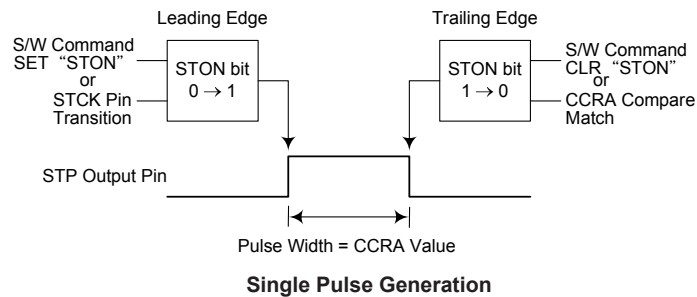 Leading Edge
S/W Command
SET “STON”
or
STCK Pin
Transition
STON bit
0 → 1
Trailing Edge
STON bit
1 → 0
S/W Command
CLR “STON”
or
CCRA Compare
Match
STP Output Pin
Pulse Width = CCRA Value
Single Pulse Generation